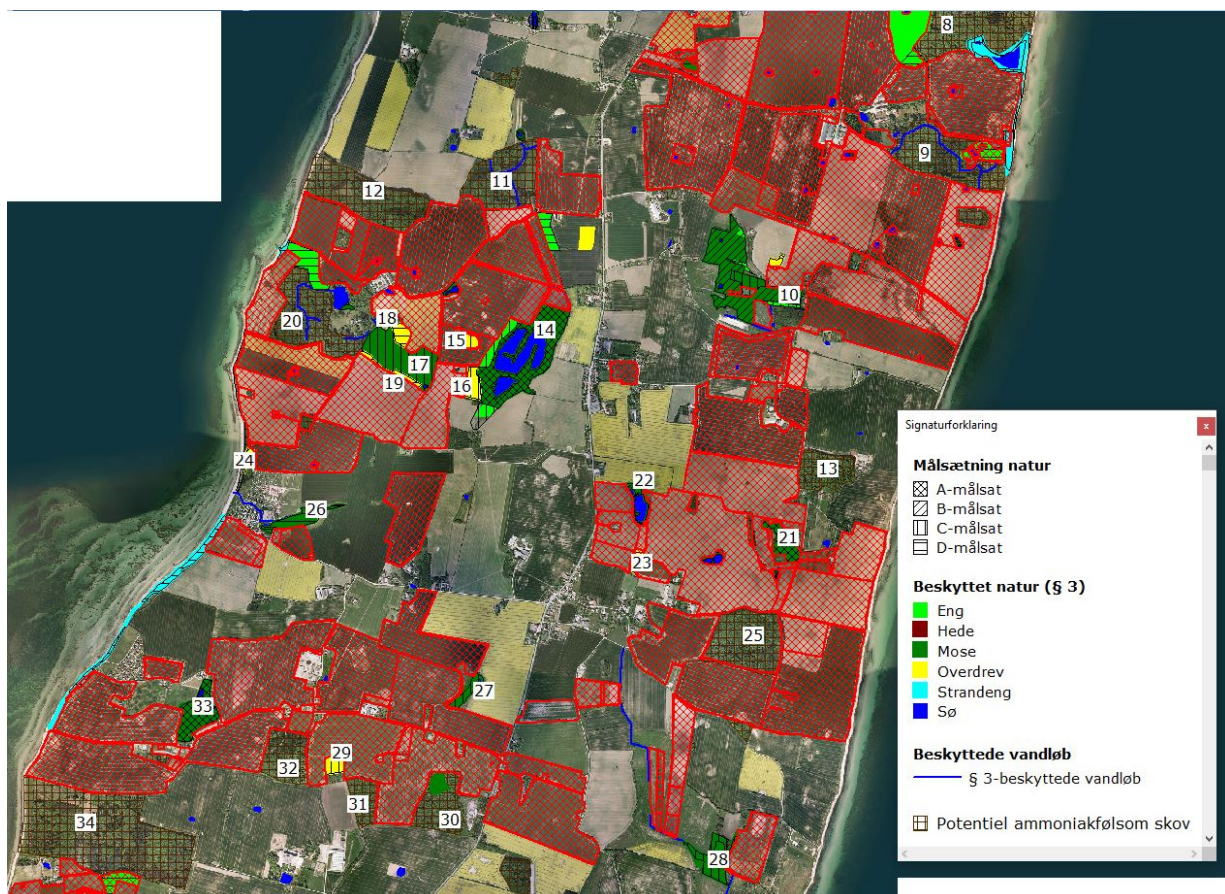 8
9
11
12
10
20
18
15
14
17
19
16
24
26
22
13
21
23
25
27
33
29
32
31
30
34
28
Signaturforklaring
x
Målsætning natur
A-målsat
B-målsat
C-målsat
D-målsat
Beskyttet natur (§ 3)
Eng
Hede
Mose
Overdrev
Strandeng
Sø
Beskyttede vandløb
§ 3-beskyttede vandløb
Potentiel ammoniakfølsom skov